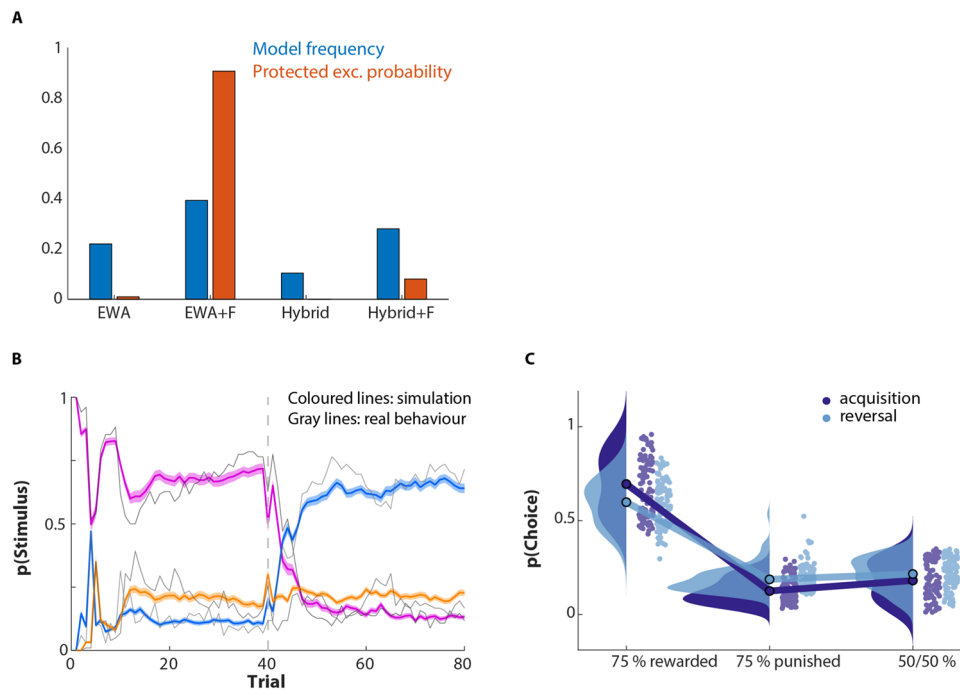 A
1
0.8
0.6
0.4
0.2
0
Model frequency
Protected exc. probability
EWA
EWA+F
Hybrid
Hybrid+F
B
p(Stimulus)
1
0.5
0
Coloured lines: simulation
Gray lines: real behaviour
0
20
40
60
80
Trial
C
p(Choice)
1
0.5
0
acquisition
reversal
75 % rewarded
75 % punished
50/50 %